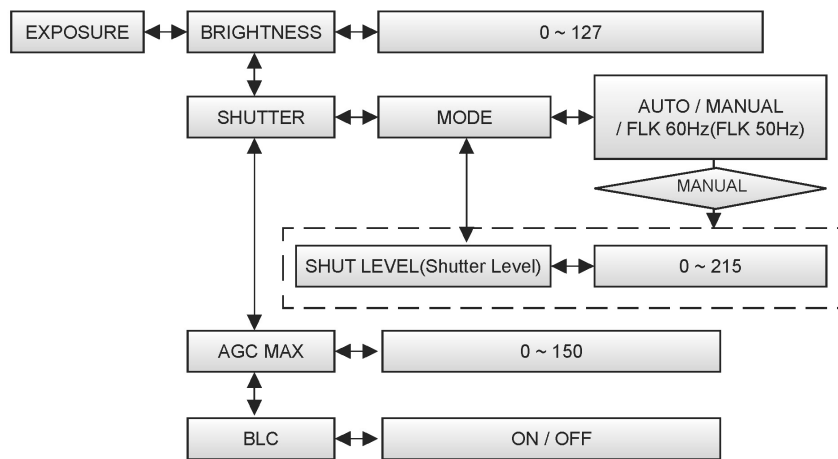 EXPOSURE
BRIGHTNESS
0 ~ 127
SHUTTER
MODE
AUTO / MANUAL
/ FLK 60Hz(FLK 50Hz)
MANUAL
SHUT LEVEL(Shutter Level)
0 ~ 215
AGC MAX
0 ~ 150
BLC
ON / OFF